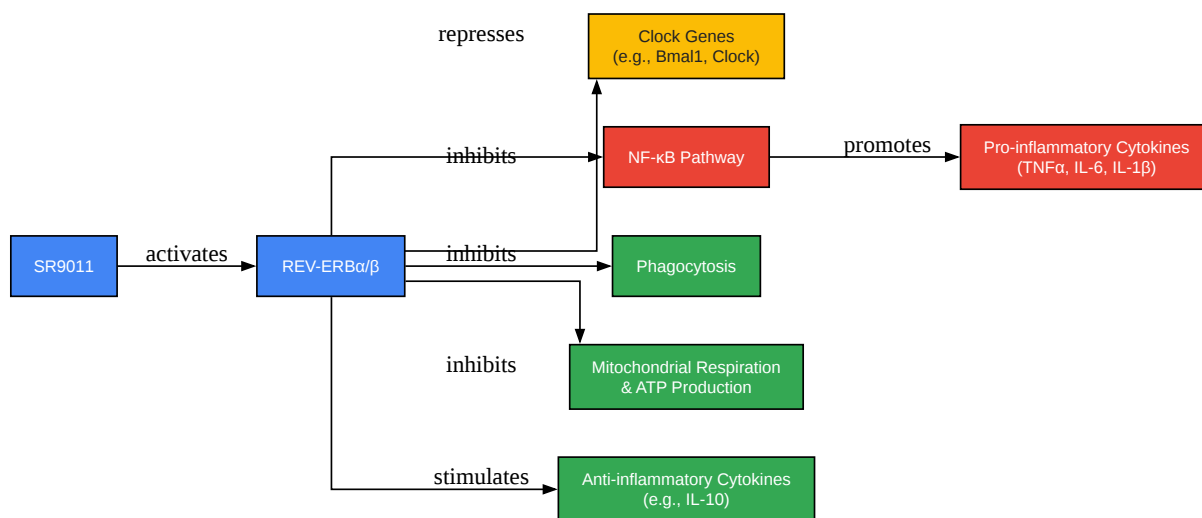 represses
Clock Genes
(e.g., Bmal1, Clock)
inhibits
NF-κB Pathway
promotes
Pro-inflammatory Cytokines
(TNFα, IL-6, IL-1β)
SR9011
activates
REV-ERBα/β
inhibits
Phagocytosis
inhibits
Mitochondrial Respiration
& ATP Production
stimulates
Anti-inflammatory Cytokines
(e.g., IL-10)